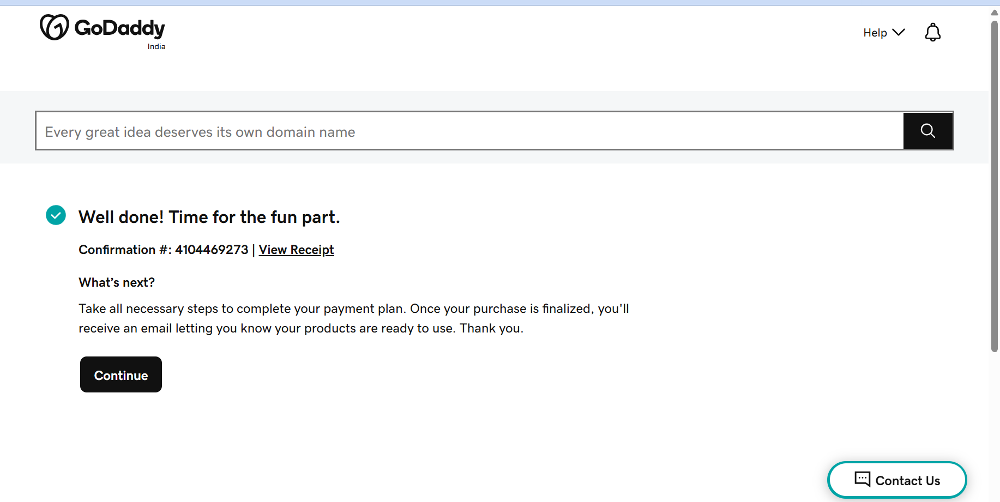 GoDaddy
India
Help
Every great idea deserves its own domain name
Well done! Time for the fun part.
Confirmation #: 4104469273 | View Receipt
What’s next?
Take all necessary steps to complete your payment plan. Once your purchase is finalized, you'll
receive an email letting you know your products are ready to use. Thank you.
Continue
Contact Us